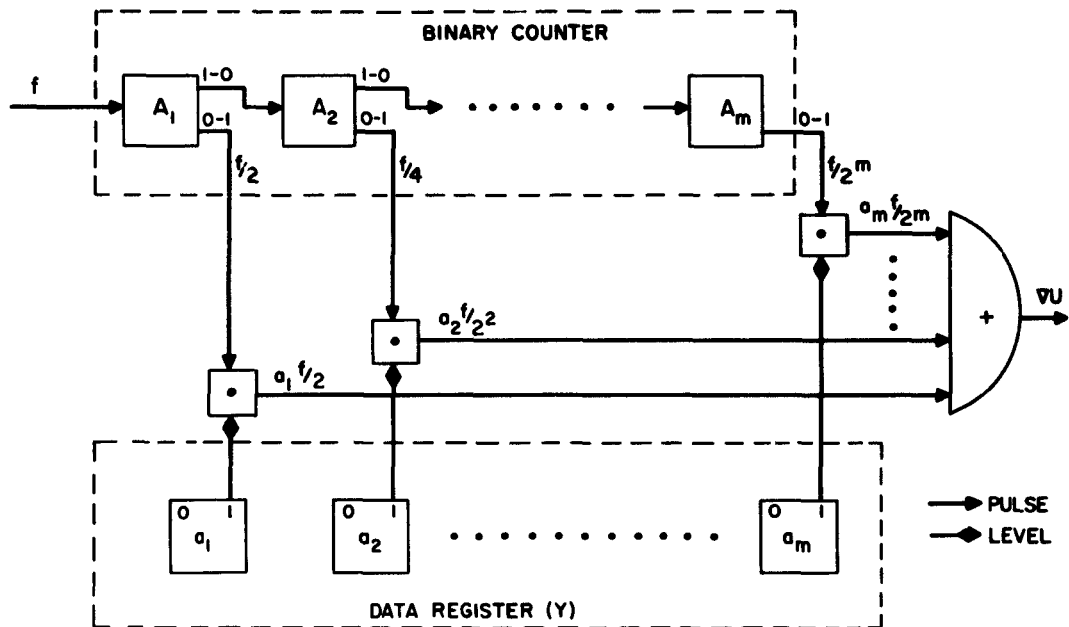 BINARY COUNTER
f
A1
1-0
0-1
A2
1-0
0-1
Am
0-1
f/2
f/4
f/2m
am f/2m
a2 f/22
a1 f/2
+
∇U
0 1
a1
0 1
a2
0 1
am
PULSE
LEVEL
DATA REGISTER (Y)